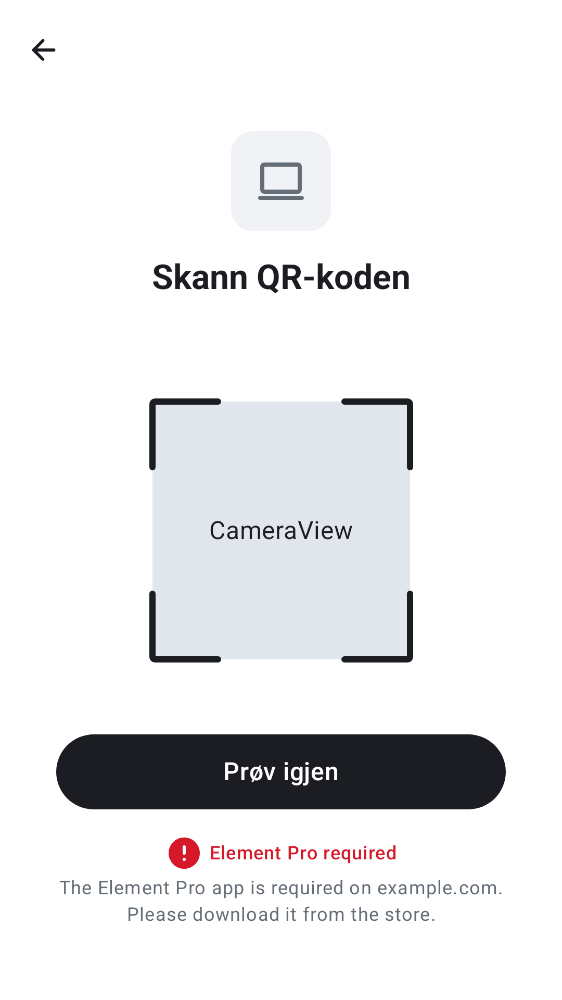 Skann QR-koden
CameraView
Prøv igjen
Element Pro required
The Element Pro app is required on example.com.
Please download it from the store.